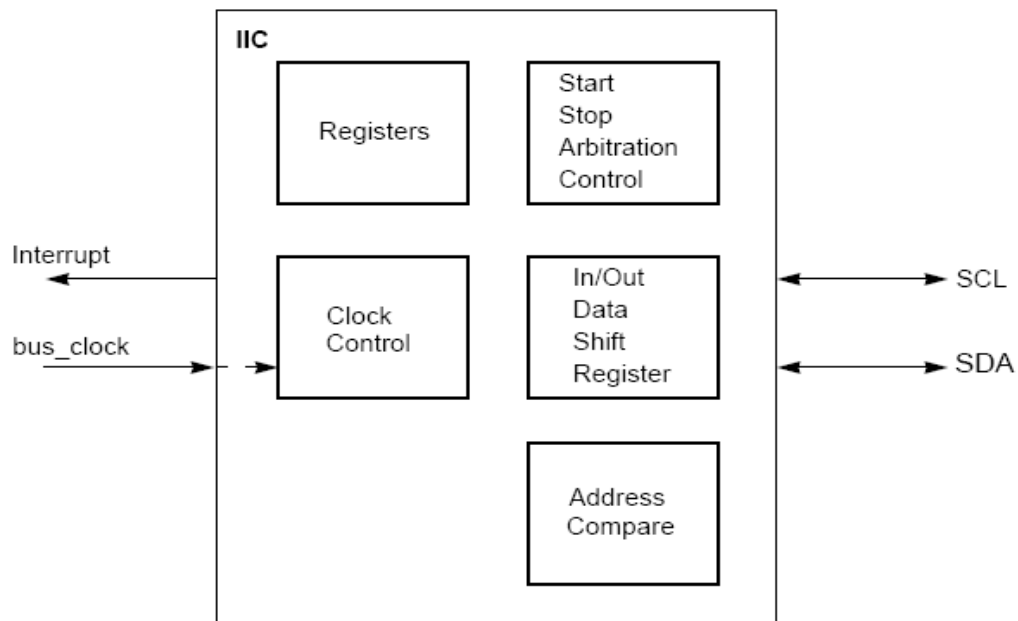 IIC
Registers
Start
Stop
Arbitration
Control
Interrupt
bus_clock
Clock
Control
In/Out
Data
Shift
Register
SCL
SDA
Address
Compare